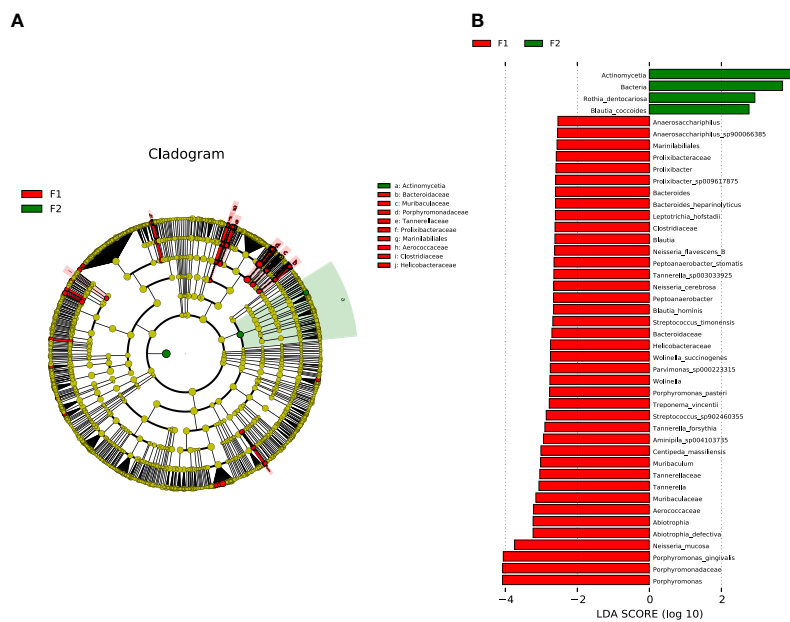 A
Cladogram
F1
F2
a: Actinomycetia
b: Bacteroidaceae
c: Muribaculaceae
d: Porphyromonadaceae
e: Tannerellaceae
f: Prolixibacteraceae
g: Marinilabiliales
h: Aerococcaceae
i: Clostridiaceae
j: Helicobacteraceae
B
F1 F2
Actinomycetia
Bacteria
Rothia_dentocariosa
Blautia_coccoides
Anaerosacchariphilus
Anaerosacchariphilus_sp900066385
Marinilabiliales
Prolixibacteraceae
Prolixibacter
Prolixibacter_sp009617875
Bacteroides
Bacteroides_heparinolyticus
Leptotrichia_hofstadii
Clostridiaceae
Blautia
Neisseria_flavescens_B
Peptoanaerobacter_stomatis
Tannerella_sp003033925
Neisseria_cerebrosa
Peptoanaerobacter
Blautia_hominis
Streptococcus_timonensis
Bacteroidaceae
Helicobacteraceae
Wolinella_succinogenes
Parvimonas_sp000223315
Wolinella
Porphyromonas_pasteri
Treponema_vincentii
Streptococcus_sp902460355
Tannerella_forsythia
Aminipila_sp004103735
Centipeda_massiliensis
Muribaculum
Tannerellaceae
Tannerella
Muribaculaceae
Aerococcaceae
Abiotrophia
Abiotrophia_defectiva
Neisseria_mucosa
Porphyromonas_gingivalis
Porphyromonadaceae
Porphyromonas
−4 −2 0 2
LDA SCORE (log 10)